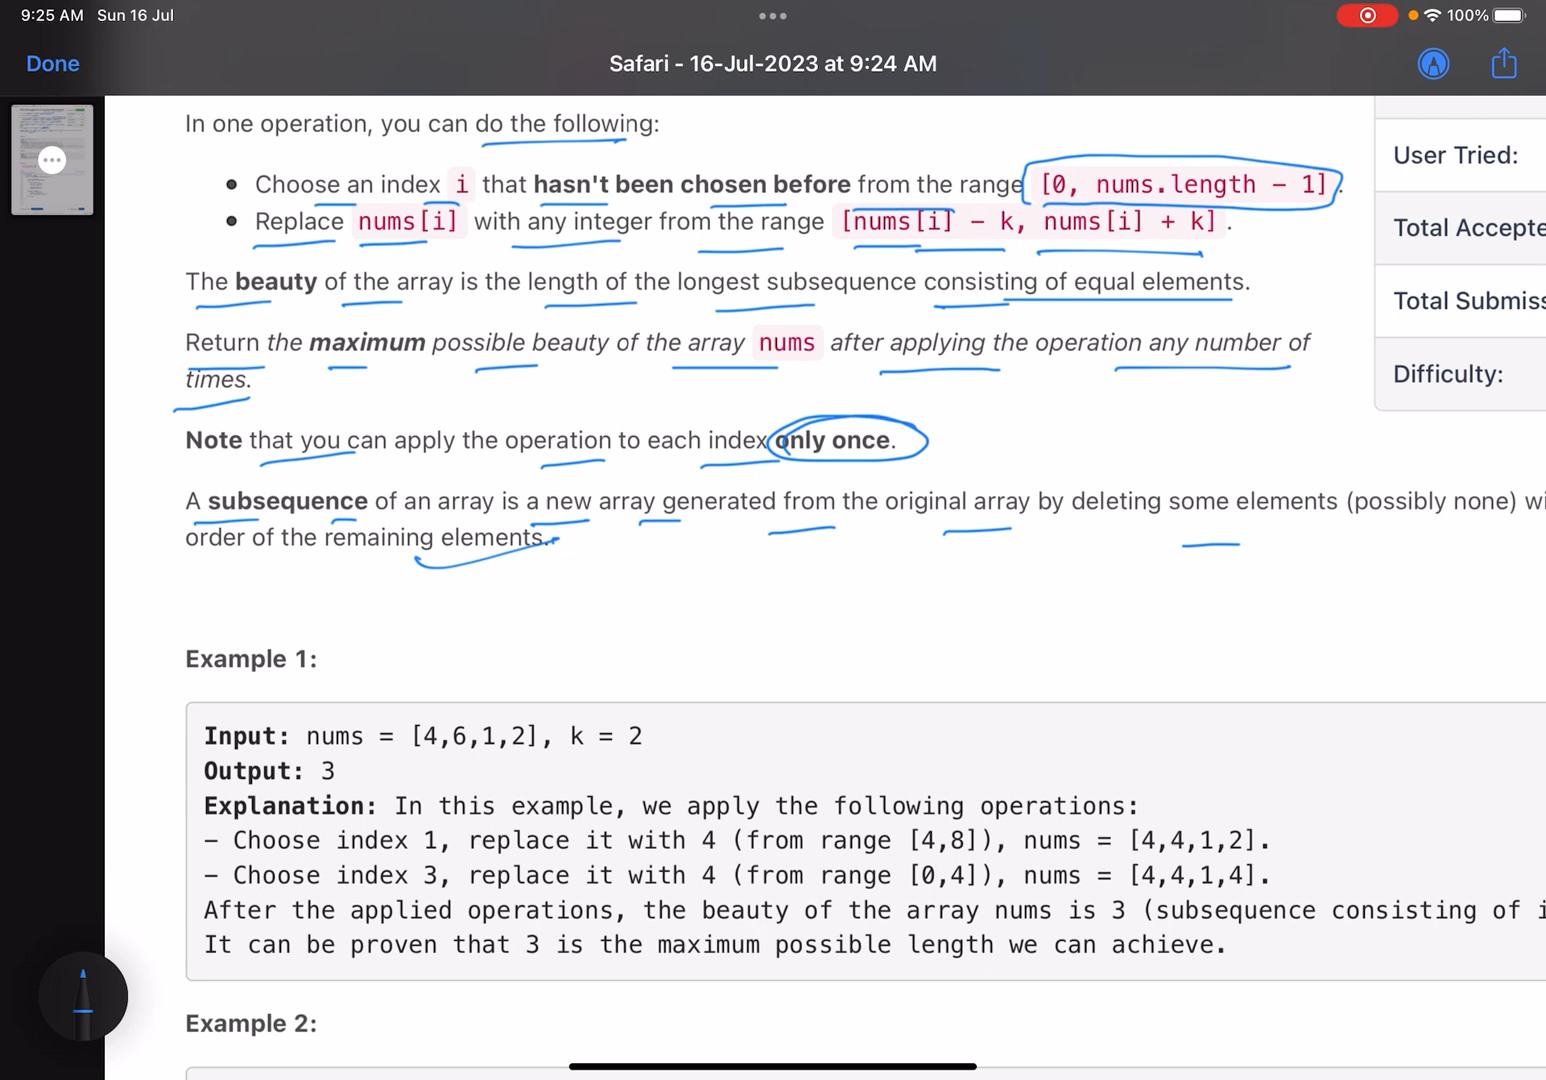 9:25 AM Sun 16 Jul
100%
Done
Safari - 16-Jul-2023 at 9:24 AM
In one operation, you can do the following:
• Choose an index i that hasn't been chosen before from the range [0, nums.length - 1].
• Replace nums[i] with any integer from the range [nums[i] - k, nums[i] + k].
The beauty of the array is the length of the longest subsequence consisting of equal elements.
Return the maximum possible beauty of the array nums after applying the operation any number of
times.
Note that you can apply the operation to each index only once.
A subsequence of an array is a new array generated from the original array by deleting some elements (possibly none) wi
order of the remaining elements.
User Tried:
Total Accepte
Total Submiss
Difficulty:
Example 1:
Input: nums = [4,6,1,2], k = 2
Output: 3
Explanation: In this example, we apply the following operations:
- Choose index 1, replace it with 4 (from range [4,8]), nums = [4,4,1,2].
- Choose index 3, replace it with 4 (from range [0,4]), nums = [4,4,1,4].
After the applied operations, the beauty of the array nums is 3 (subsequence consisting of i
It can be proven that 3 is the maximum possible length we can achieve.
Example 2: